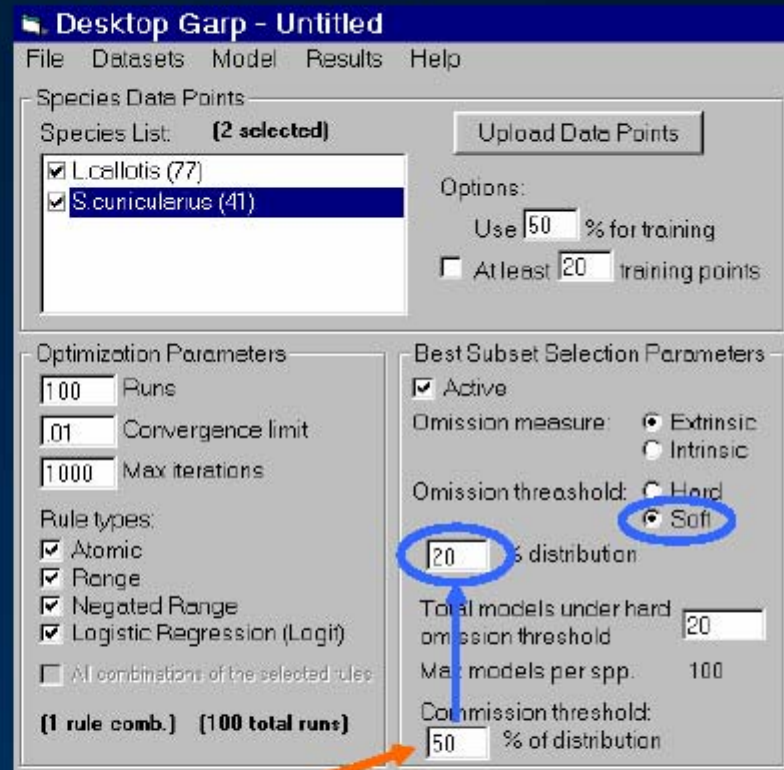 Desktop Garp - Untitled
File Datasets Model Results Help
Species Data Points
Species List: (2 selected)
L.callotis (77)
S.cunicularius (41)
Upload Data Points
Options:
Use 50 % for training
At least 20 training points
Optimization Parameters
100 Runs
.01 Convergence limit
1000 Max iterations
Rule types:
Atomic
Range
Negated Range
Logistic Regression (Logit)
All combinations of the selected rules
(1 rule comb.) (100 total runs)
Best Subset Selection Parameters
Active
Omission measure: Extrinsic
Intrinsic
Omission threashold: Hard
Soft
20 % distribution
Total models under hard 20
omission threshold
Max models per spp. 100
Commission threshold:
50 % of distribution